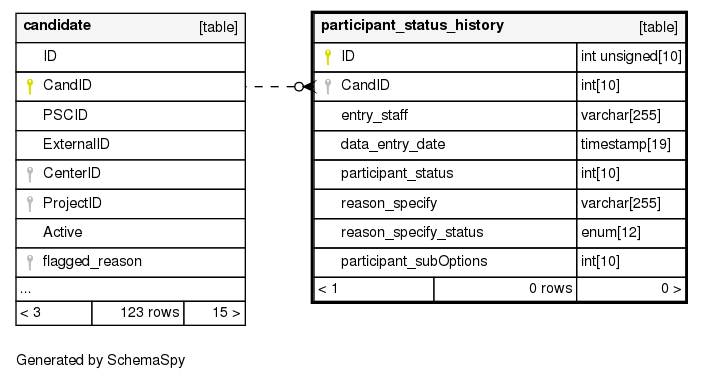 candidate [table]
ID
CandID
PSCID
ExternalID
CenterID
ProjectID
Active
flagged_reason
...
< 3 123 rows 15 >
participant_status_history [table]
ID int unsigned[10]
CandID int[10]
entry_staff varchar[255]
data_entry_date timestamp[19]
participant_status int[10]
reason_specify varchar[255]
reason_specify_status enum[12]
participant_subOptions int[10]
< 1 0 rows 0 >
Generated by SchemaSpy